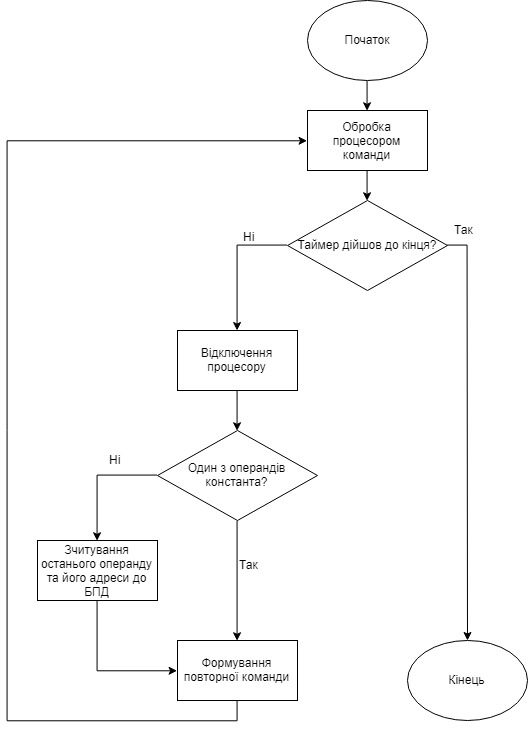 Початок
Обробка
процесором
команди
Таймер дійшов до кінця?
Так
Ні
Відключення
процесору
Один з операндів
константа?
Ні
Зчитування
останього операнду
та його адреси до
БПД
Так
Формування
повторної команди
Кінець